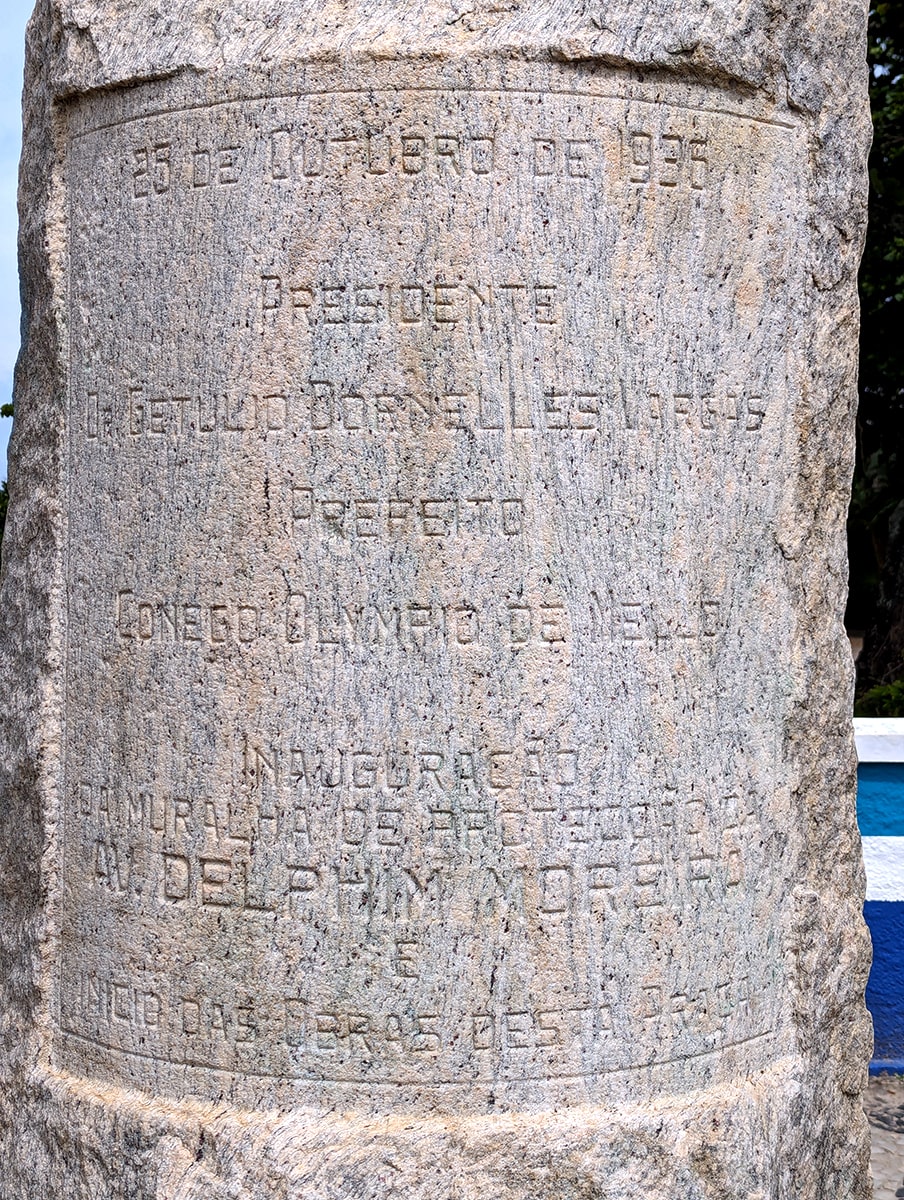 25 DE OUTUBRO DE 1936
PRESIDENTE
Dr GETULIO DORNELLES VARGAS
PREFEITO
CONEGO OLYMPIO DE MELLO
INAUGURAÇÃO
DA MURALHA DE PROTECÇÃO DA
AV. DELPHIM MOREIRA
E
INICIO DAS OBRAS DESTA PRAÇA